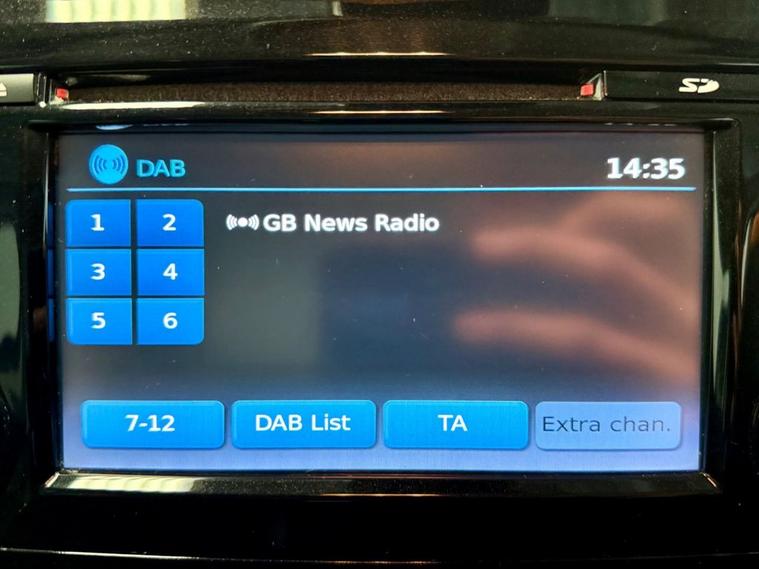 SD
DAB 14:35
1 2 GB News Radio
3 4
5 6
7-12 DAB List TA Extra chan.